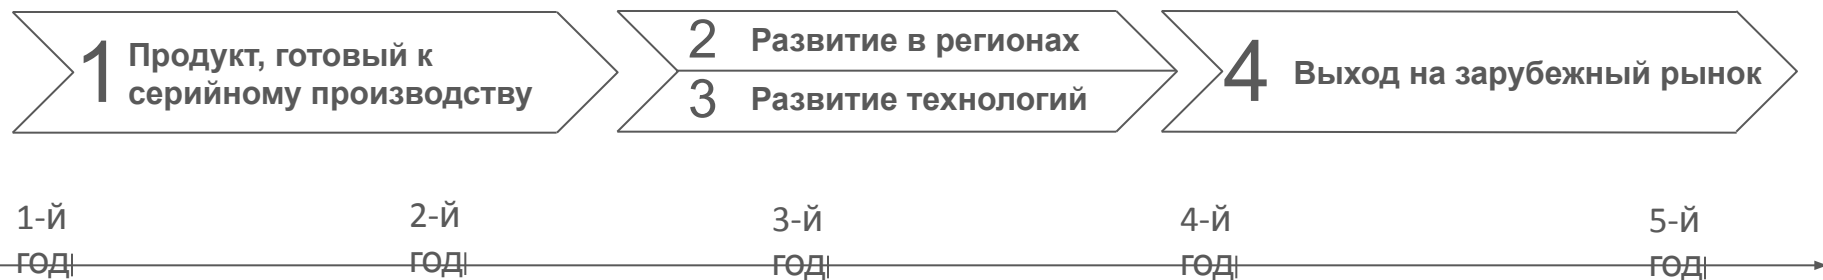 1 Продукт, готовый к
серийному производству
2 Развитие в регионах
3 Развитие технологий
4 Выход на зарубежный рынок
1-й
год
2-й
год
3-й
год
4-й
год
5-й
год